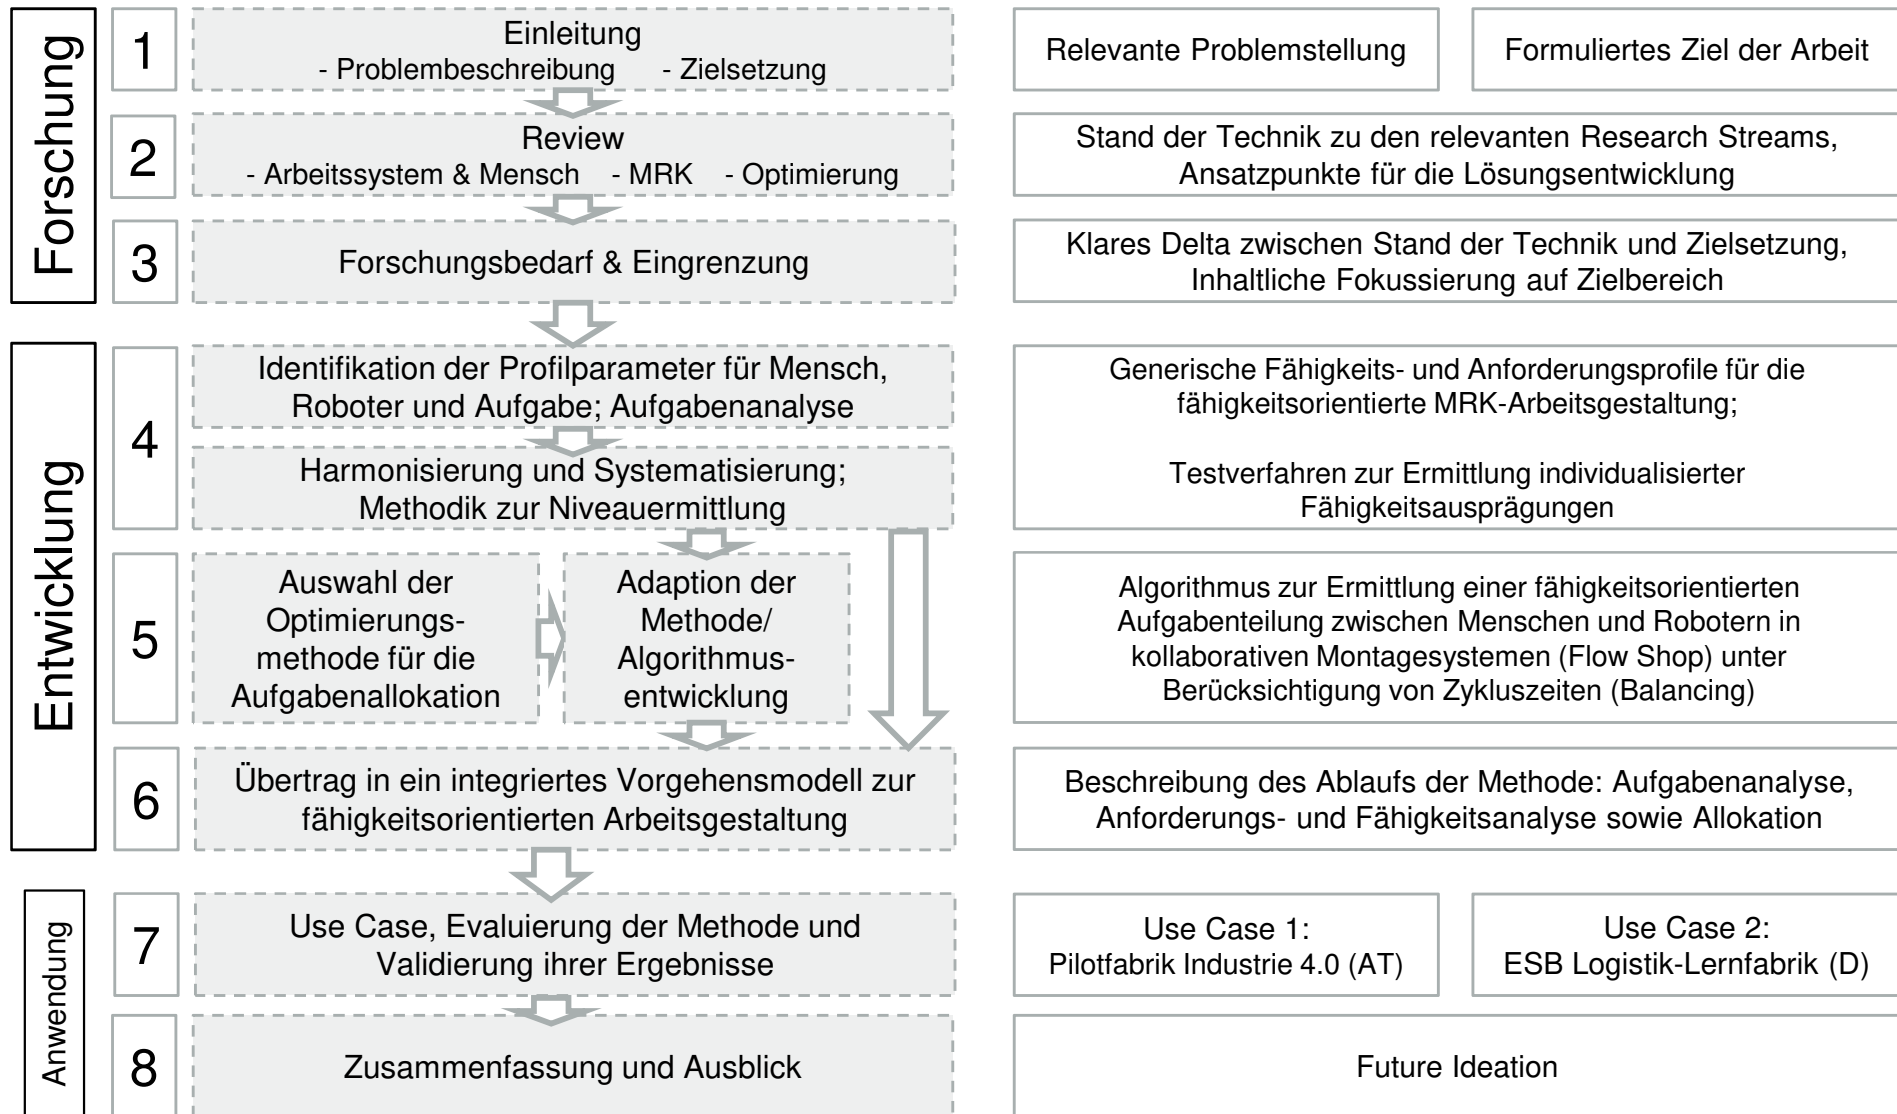 Forschung
1
Einleitung
- Problembeschreibung - Zielsetzung
Relevante Problemstellung
Formuliertes Ziel der Arbeit
2
Review
- Arbeitssystem & Mensch - MRK - Optimierung
Stand der Technik zu den relevanten Research Streams,
Ansatzpunkte für die Lösungsentwicklung
3
Forschungsbedarf & Eingrenzung
Klares Delta zwischen Stand der Technik und Zielsetzung,
Inhaltliche Fokussierung auf Zielbereich
Entwicklung
4
Identifikation der Profilparameter für Mensch,
Roboter und Aufgabe; Aufgabenanalyse
Harmonisierung und Systematisierung;
Methodik zur Niveauermittlung
Generische Fähigkeits- und Anforderungsprofile für die
fähigkeitsorientierte MRK-Arbeitsgestaltung;
Testverfahren zur Ermittlung individualisierter
Fähigkeitsausprägungen
5
Auswahl der
Optimierungs-
methode für die
Aufgabenallokation
Adaption der
Methode/
Algorithmus-
entwicklung
Algorithmus zur Ermittlung einer fähigkeitsorientierten
Aufgabenteilung zwischen Menschen und Robotern in
kollaborativen Montagesystemen (Flow Shop) unter
Berücksichtigung von Zykluszeiten (Balancing)
6
Übertrag in ein integriertes Vorgehensmodell zur
fähigkeitsorientierten Arbeitsgestaltung
Beschreibung des Ablaufs der Methode: Aufgabenanalyse,
Anforderungs- und Fähigkeitsanalyse sowie Allokation
Anwendung
7
Use Case, Evaluierung der Methode und
Validierung ihrer Ergebnisse
Use Case 1:
Pilotfabrik Industrie 4.0 (AT)
Use Case 2:
ESB Logistik-Lernfabrik (D)
8
Zusammenfassung und Ausblick
Future Ideation